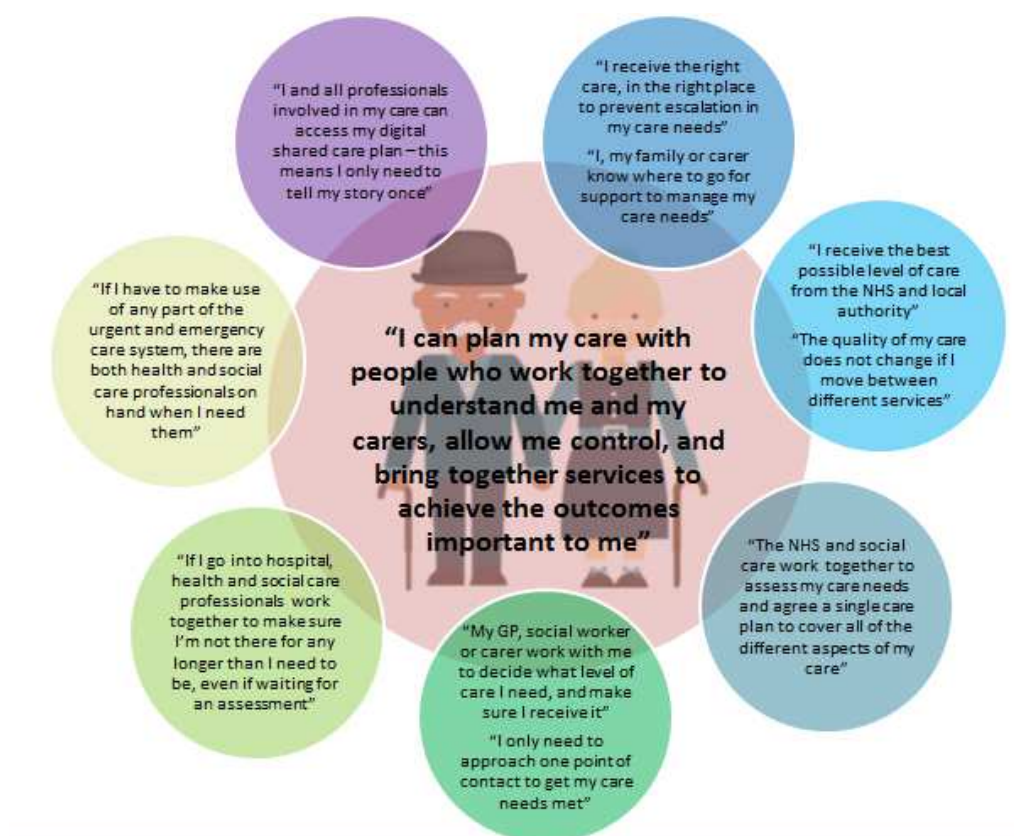 “I and all professionals
involved in my care can
access my digital
shared care plan – this
means I only need to
tell my story once”
“I receive the right
care, in the right place
to prevent escalation in
my care needs”
“I, my family or carer
know where to go for
support to manage my
care needs”
“I receive the best
possible level of care
from the NHS and local
authority”
“The quality of my care
does not change if I
move between
different services”
“The NHS and social
care work together to
assess my care needs
and agree a single care
plan to cover all of the
different aspects of my
care”
“My GP, social worker
or carer work with me
to decide what level of
care I need, and make
sure I receive it”
“I only need to
approach one point of
contact to get my care
needs met”
“If I go into hospital,
health and social care
professionals work
together to make sure
I’m not there for any
longer than I need to
be, even if waiting for
an assessment”
“If I have to make use
of any part of the
urgent and emergency
care system, there are
both health and social
care professionals on
hand when I need
them”
“I can plan my care with
people who work together to
understand me and my
carers, allow me control, and
bring together services to
achieve the outcomes
important to me”